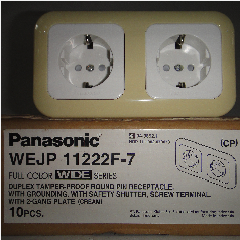 Panasonic
(CP)
WEJP 11222F-7
FULL COLOR WIDE SERIES
DUPLEX TAMPER-PROOF ROUND PIN RECEPTACLE
WITH GROUNDING, WITH SAFETY SHUTTER, SCREW TERMINAL
WITH 2-GANG PLATE (CREAM)
10PCS.